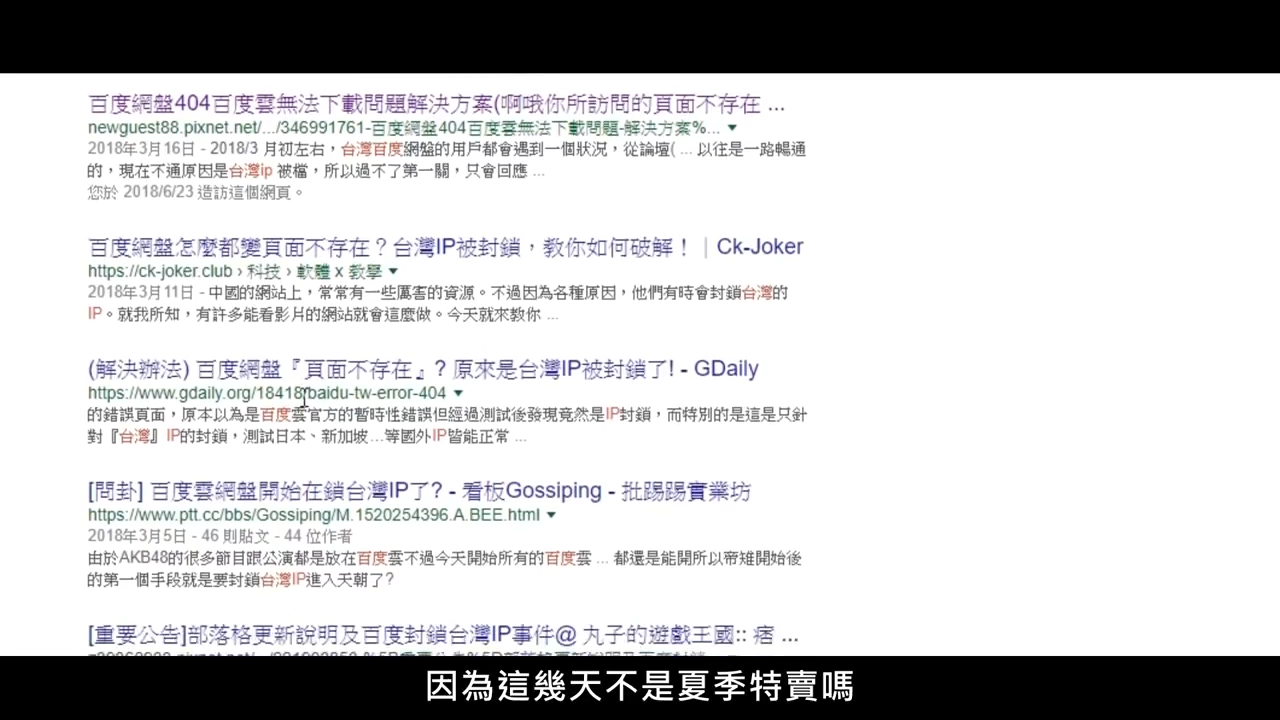 百度網盤404百度雲無法下載問題解決方案(啊哦你所訪問的頁面不存在 ...
newguest88.pixnet.net/.../346991761-百度網盤404百度雲無法下載問題-解決方案%...
2018年3月16日 - 2018/3 月初左右，台灣百度網盤的用戶都會遇到一個狀況，從論壇( ... 以往是一路暢通
的，現在不通原因是台灣ip 被檔，所以過不了第一關，只會回應 ...
您於 2018/6/23 造訪這個網頁。
百度網盤怎麼都變頁面不存在？台灣IP被封鎖，教你如何破解！｜Ck-Joker
https://ck-joker.club › 科技 › 軟體 x 教學
2018年3月11日 - 中國的網站上，常常有一些厲害的資源。不過因為各種原因，他們有時會封鎖台灣的
IP。就我所知，有許多能看影片的網站就會這麼做。今天就來教你 ...
(解決辦法) 百度網盤『頁面不存在』? 原來是台灣IP被封鎖了! - GDaily
https://www.gdaily.org/18418/baidu-tw-error-404
的錯誤頁面，原本以為是百度雲官方的暫時性錯誤但經過測試後發現竟然是IP封鎖，而特別的是這是只針
對『台灣』IP的封鎖，測試日本、新加坡...等國外IP皆能正常 ...
[問卦] 百度雲網盤開始在鎖台灣IP了? - 看板Gossiping - 批踢踢實業坊
https://www.ptt.cc/bbs/Gossiping/M.1520254396.A.BEE.html
2018年3月5日 - 46 則貼文 - 44 位作者
由於AKB48的很多節目跟公演都是放在百度雲不過今天開始所有的百度雲 ... 都還是能開所以帝雉開始後
的第一個手段就是要封鎖台灣IP進入天朝了?
[重要公告]部落格更新說明及百度封鎖台灣IP事件@ 丸子的遊戲王國:: 痞 ...
因為這幾天不是夏季特賣嗎